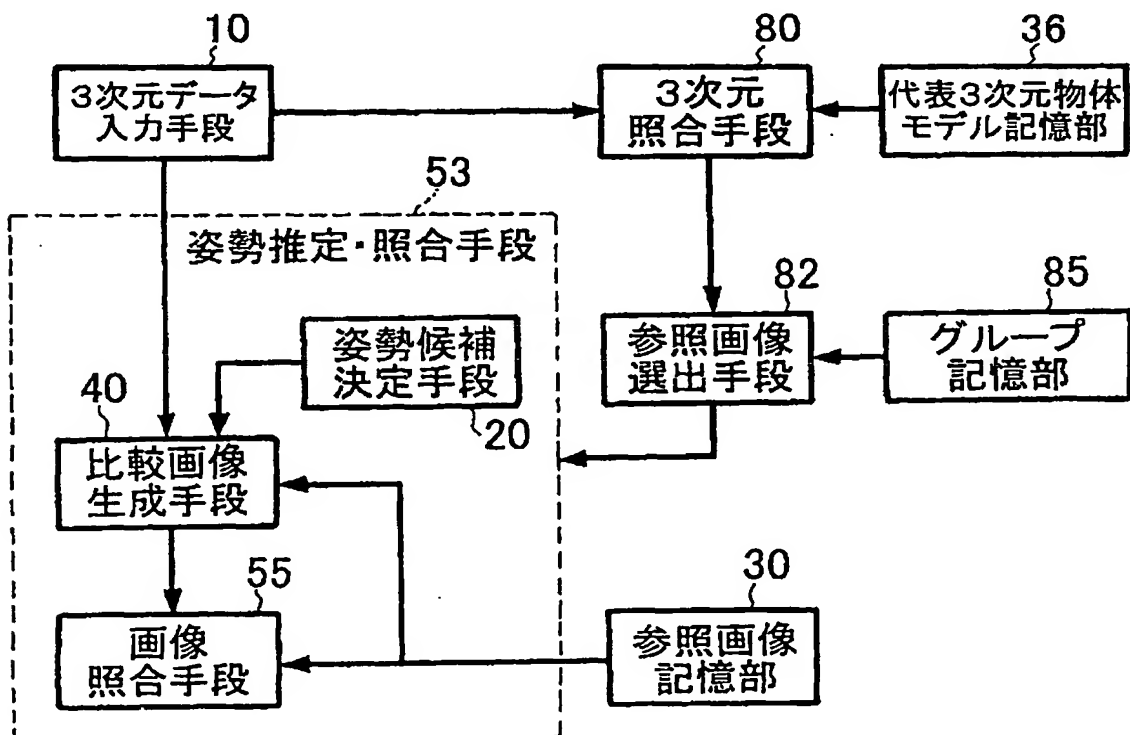 10
3次元データ
入力手段
80
3次元
照合手段
36
代表3次元物体
モデル記憶部
53
姿勢推定・照合手段
姿勢候補
決定手段
20
82
参照画像
選出手段
85
グループ
記憶部
40
比較画像
生成手段
55
画像
照合手段
30
参照画像
記憶部